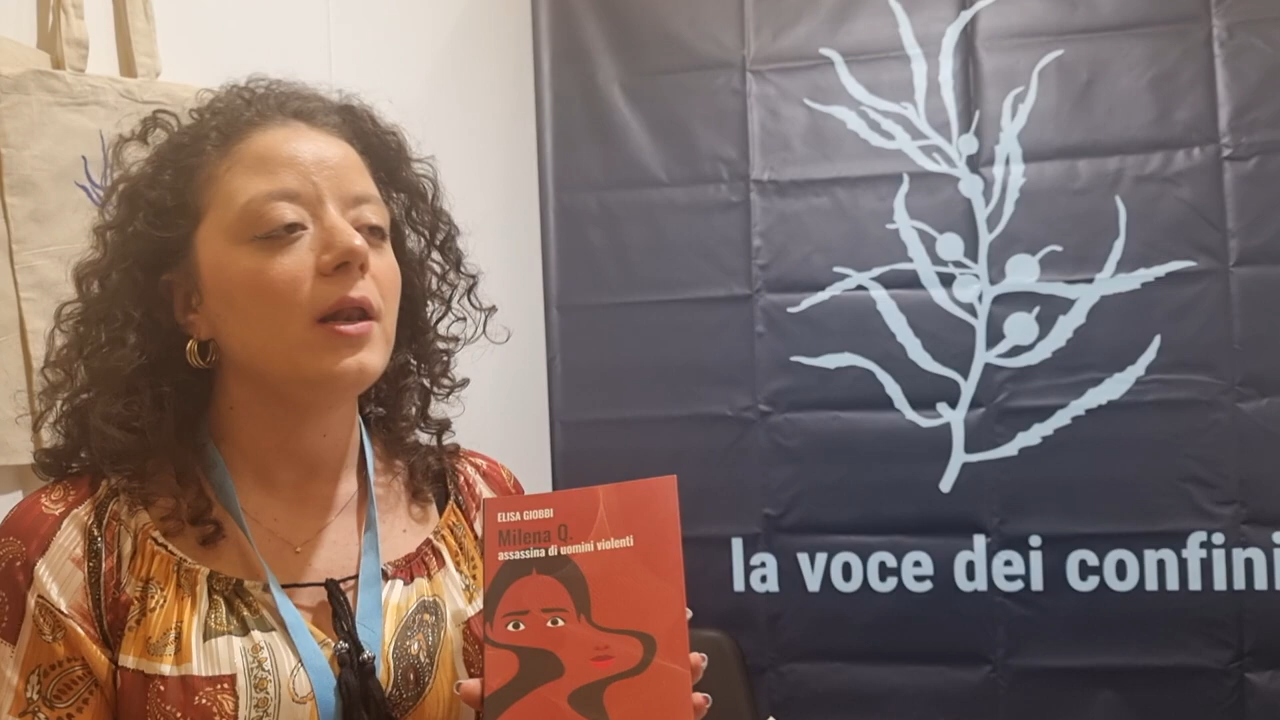 ELISA GIOBBI
Milena Q.
assassina di uomini violenti
la voce dei confini